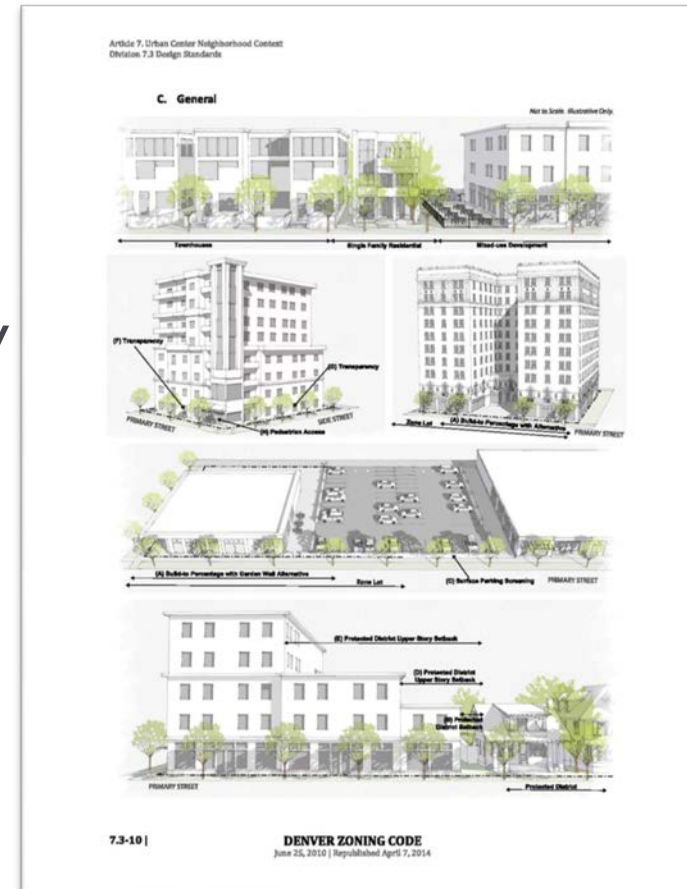 Article 7. Urban Center Neighborhood Context
Division 7.3 Design Standards
C. General
Not to Scale. Illustrative Only.
Townhouses
Single Family Residential
Mixed-use Development
(F) Transparency
(G) Transparency
(H) Pedestrian Access
PRIMARY STREET
SIDE STREET
Zone Lot
(A) Build-to Percentage with Alternative
PRIMARY STREET
(A) Build-to Percentage with Garden Wall Alternative
Zone Lot
(C) Surface Parking Screening
PRIMARY STREET
(E) Protected District Upper Story Setback
(D) Protected District
Upper Story Setback
(B) Protected
District Setback
PRIMARY STREET
Protected District
7.3-10 |
DENVER ZONING CODE
June 25, 2010 | Republished April 7, 2014